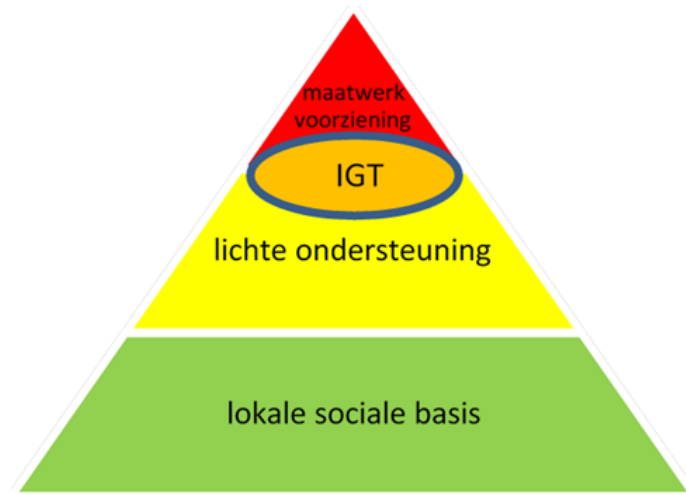 maatwerk
voorziening
IGT
lichte ondersteuning
lokale sociale basis